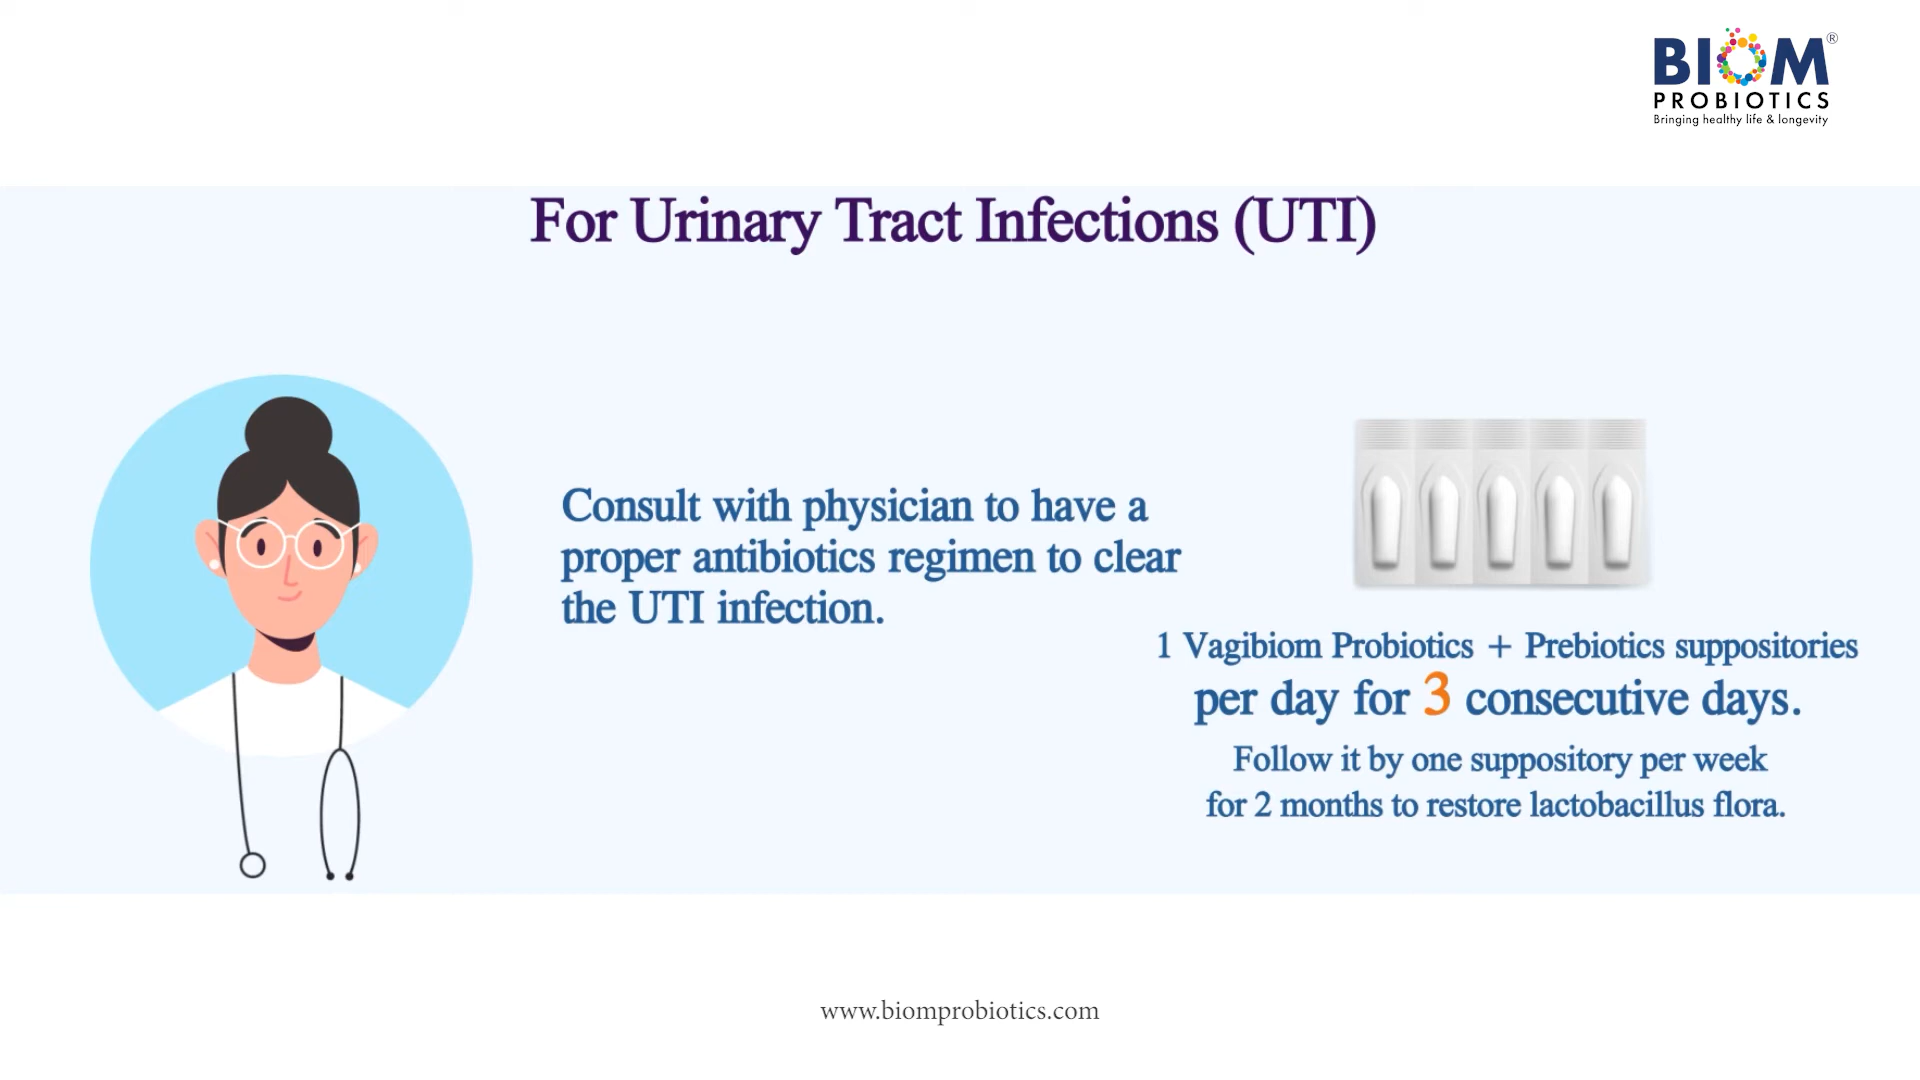 BIOM®
PROBIOTICS
Bringing healthy life & longevity
For Urinary Tract Infections (UTI)
Consult with physician to have a
proper antibiotics regimen to clear
the UTI infection.
1 Vagibiom Probiotics + Prebiotics suppositories
per day for 3 consecutive days.
Follow it by one suppository per week
for 2 months to restore lactobacillus flora.
www.biomprobiotics.com